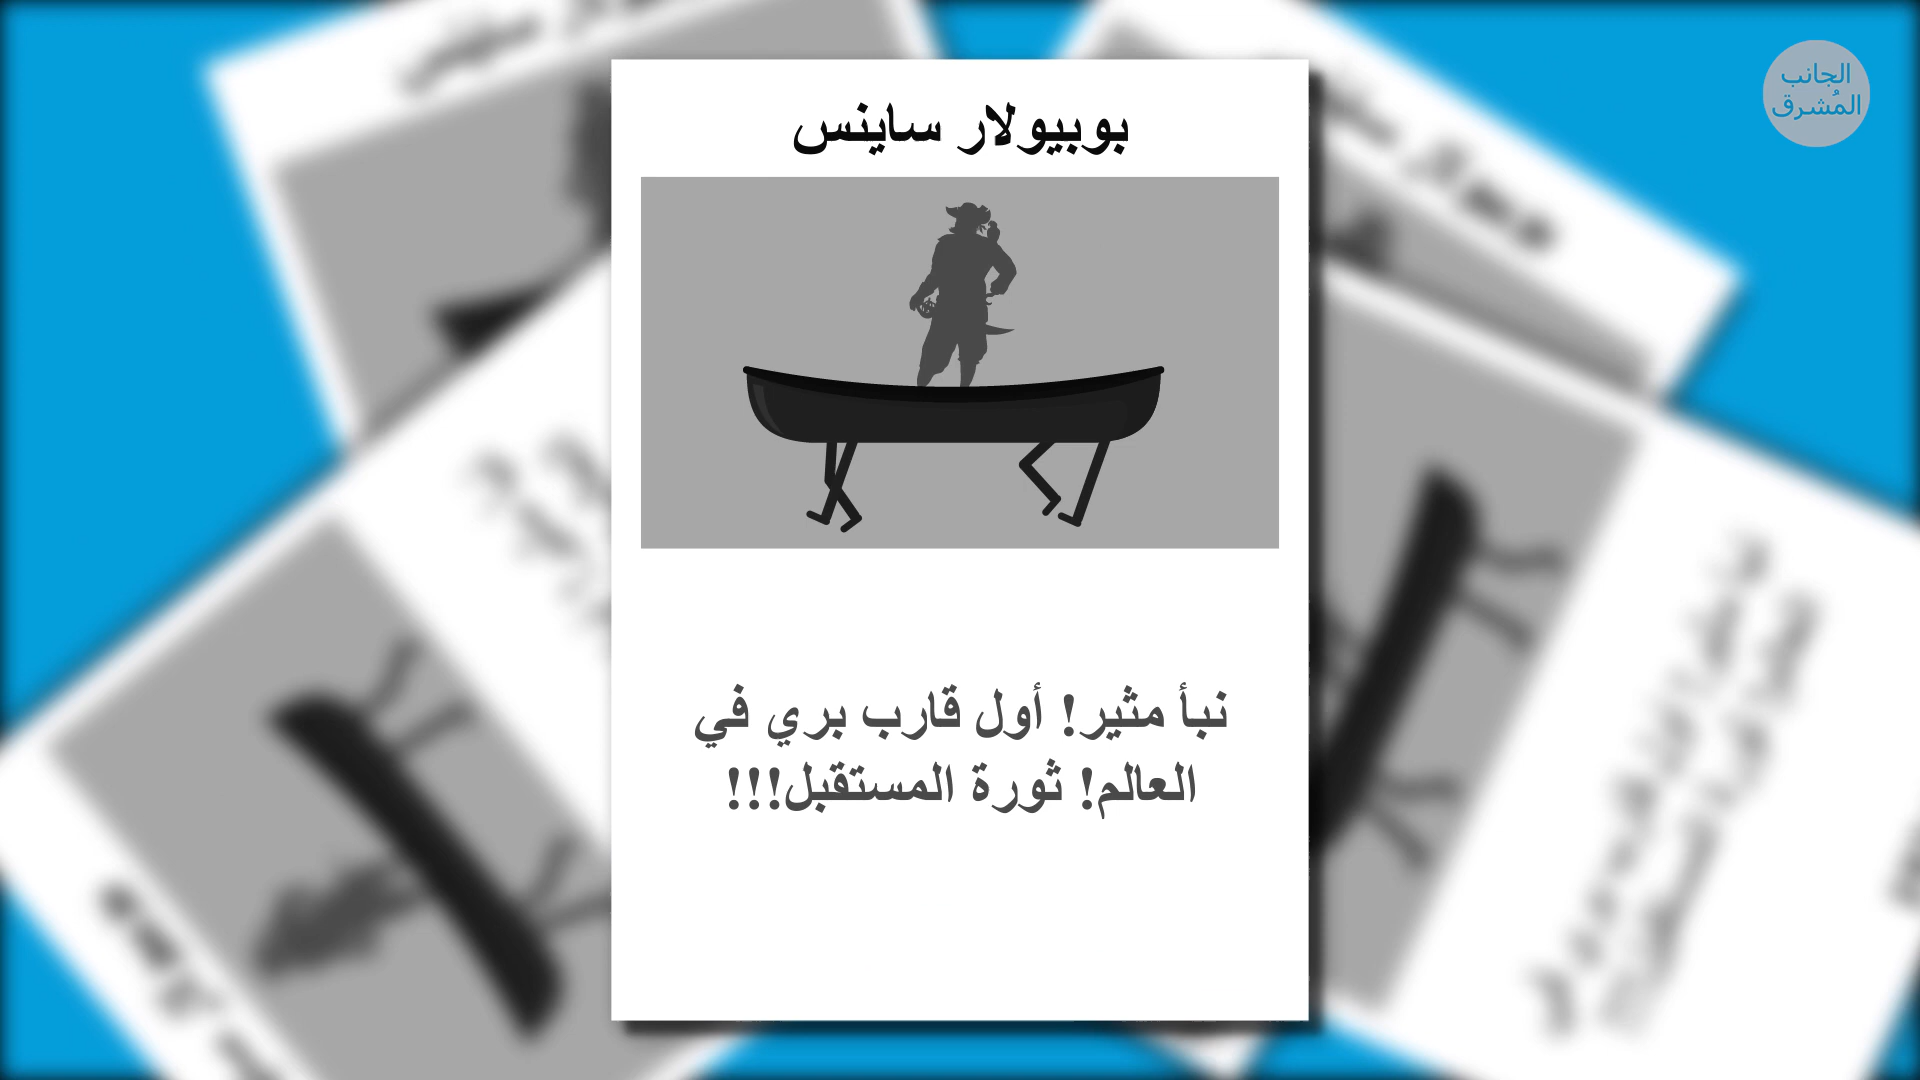 بوبيولار ساينس
نبأ مثير! أول قارب بري في
العالم! ثورة المستقبل!!!
الجانب
المُشرق